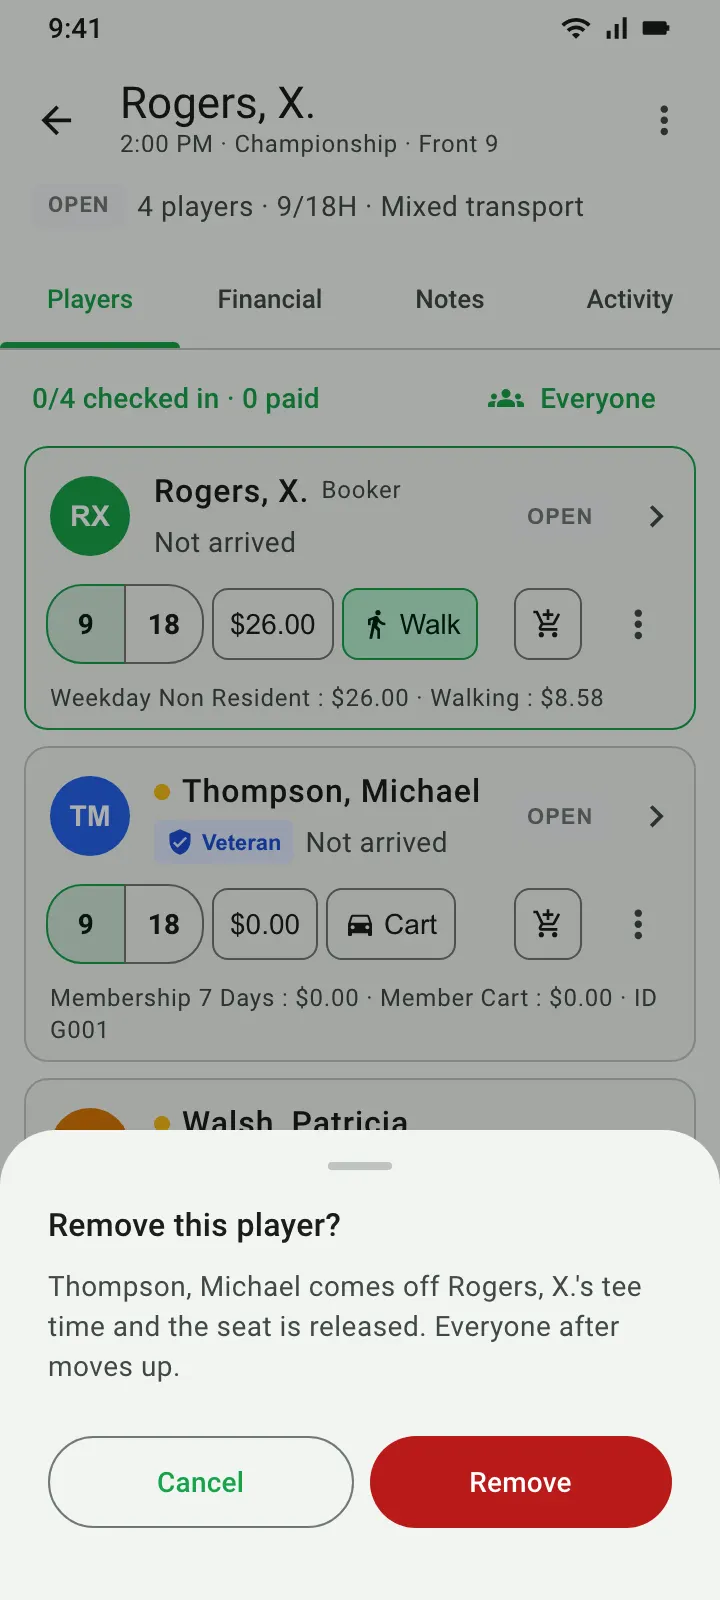 9:41
Rogers, X.
2:00 PM · Championship · Front 9
OPEN 4 players · 9/18H · Mixed transport
Players Financial Notes Activity
0/4 checked in · 0 paid Everyone
RX Rogers, X. Booker OPEN
Not arrived
9 18 $26.00 Walk
Weekday Non Resident : $26.00 · Walking : $8.58
TM Thompson, Michael OPEN
Veteran Not arrived
9 18 $0.00 Cart
Membership 7 Days : $0.00 · Member Cart : $0.00 · ID
G001
Walsh, Patricia
Remove this player?
Thompson, Michael comes off Rogers, X.'s tee
time and the seat is released. Everyone after
moves up.
Cancel Remove